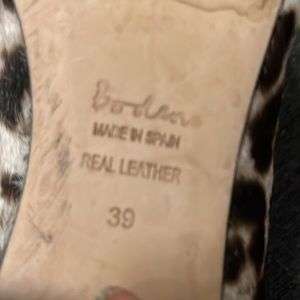 Boden
MADE IN SPAIN
REAL LEATHER
39